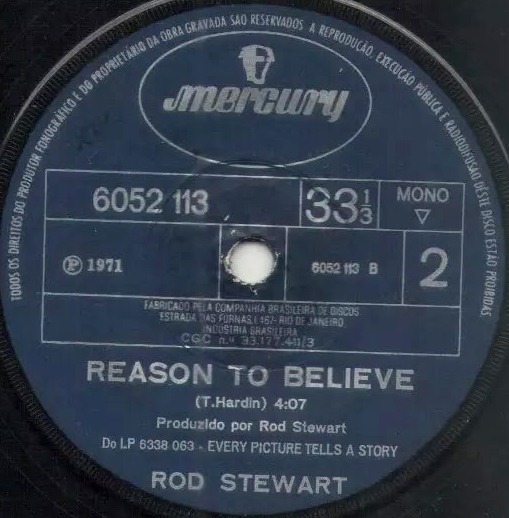 TODOS OS DIREITOS DO PRODUTOR FONOGRÁFICO E DO PROPRIETÁRIO DA OBRA GRAVADA SÃO RESERVADOS. A REPRODUÇÃO, EXECUÇÃO PÚBLICA E RADIODIFUSÃO DÊSTE DISCO ESTÃO PROIBIDAS
mercury
6052 113
33 1/3
MONO
℗ 1971
6052 113 B
2
FABRICADO PELA COMPANHIA BRASILEIRA DE DISCOS
ESTRADA DAS FURNAS, 1.467 - RIO DE JANEIRO
INDÚSTRIA BRASILEIRA
CGC n.º 33.177.411/3
REASON TO BELIEVE
(T.Hardin) 4:07
Produzido por Rod Stewart
Do LP 6338 063 - EVERY PICTURE TELLS A STORY
ROD STEWART